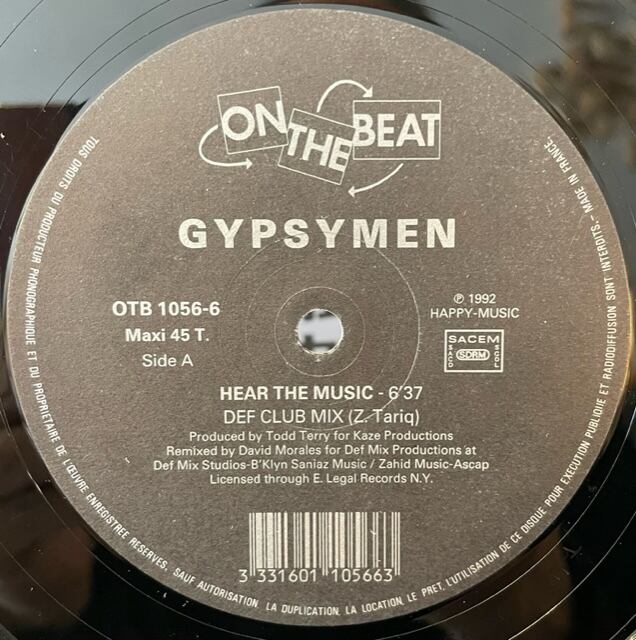 ON THE BEAT
GYPSYMEN
OTB 1056-6
Maxi 45 T.
Side A
℗ 1992
HAPPY-MUSIC
SACEM
SACD SDRM SGDL
HEAR THE MUSIC - 6'37
DEF CLUB MIX (Z. Tariq)
Produced by Todd Terry for Kaze Productions
Remixed by David Morales for Def Mix Productions at
Def Mix Studios-B'Klyn Saniaz Music / Zahid Music-Ascap
Licensed through E. Legal Records N.Y.
3 331601 105663
TOUS DROITS DU PRODUCTEUR PHONOGRAPHIQUE ET DU PROPRIETAIRE DE L'ŒUVRE ENREGISTREE RESERVES, SAUF AUTORISATION, LA DUPLICATION, LA LOCATION, LE PRET, L'UTILISATION DE CE DISQUE POUR EXECUTION PUBLIQUE ET RADIODIFFUSION SONT INTERDITS. - MADE IN FRANCE.